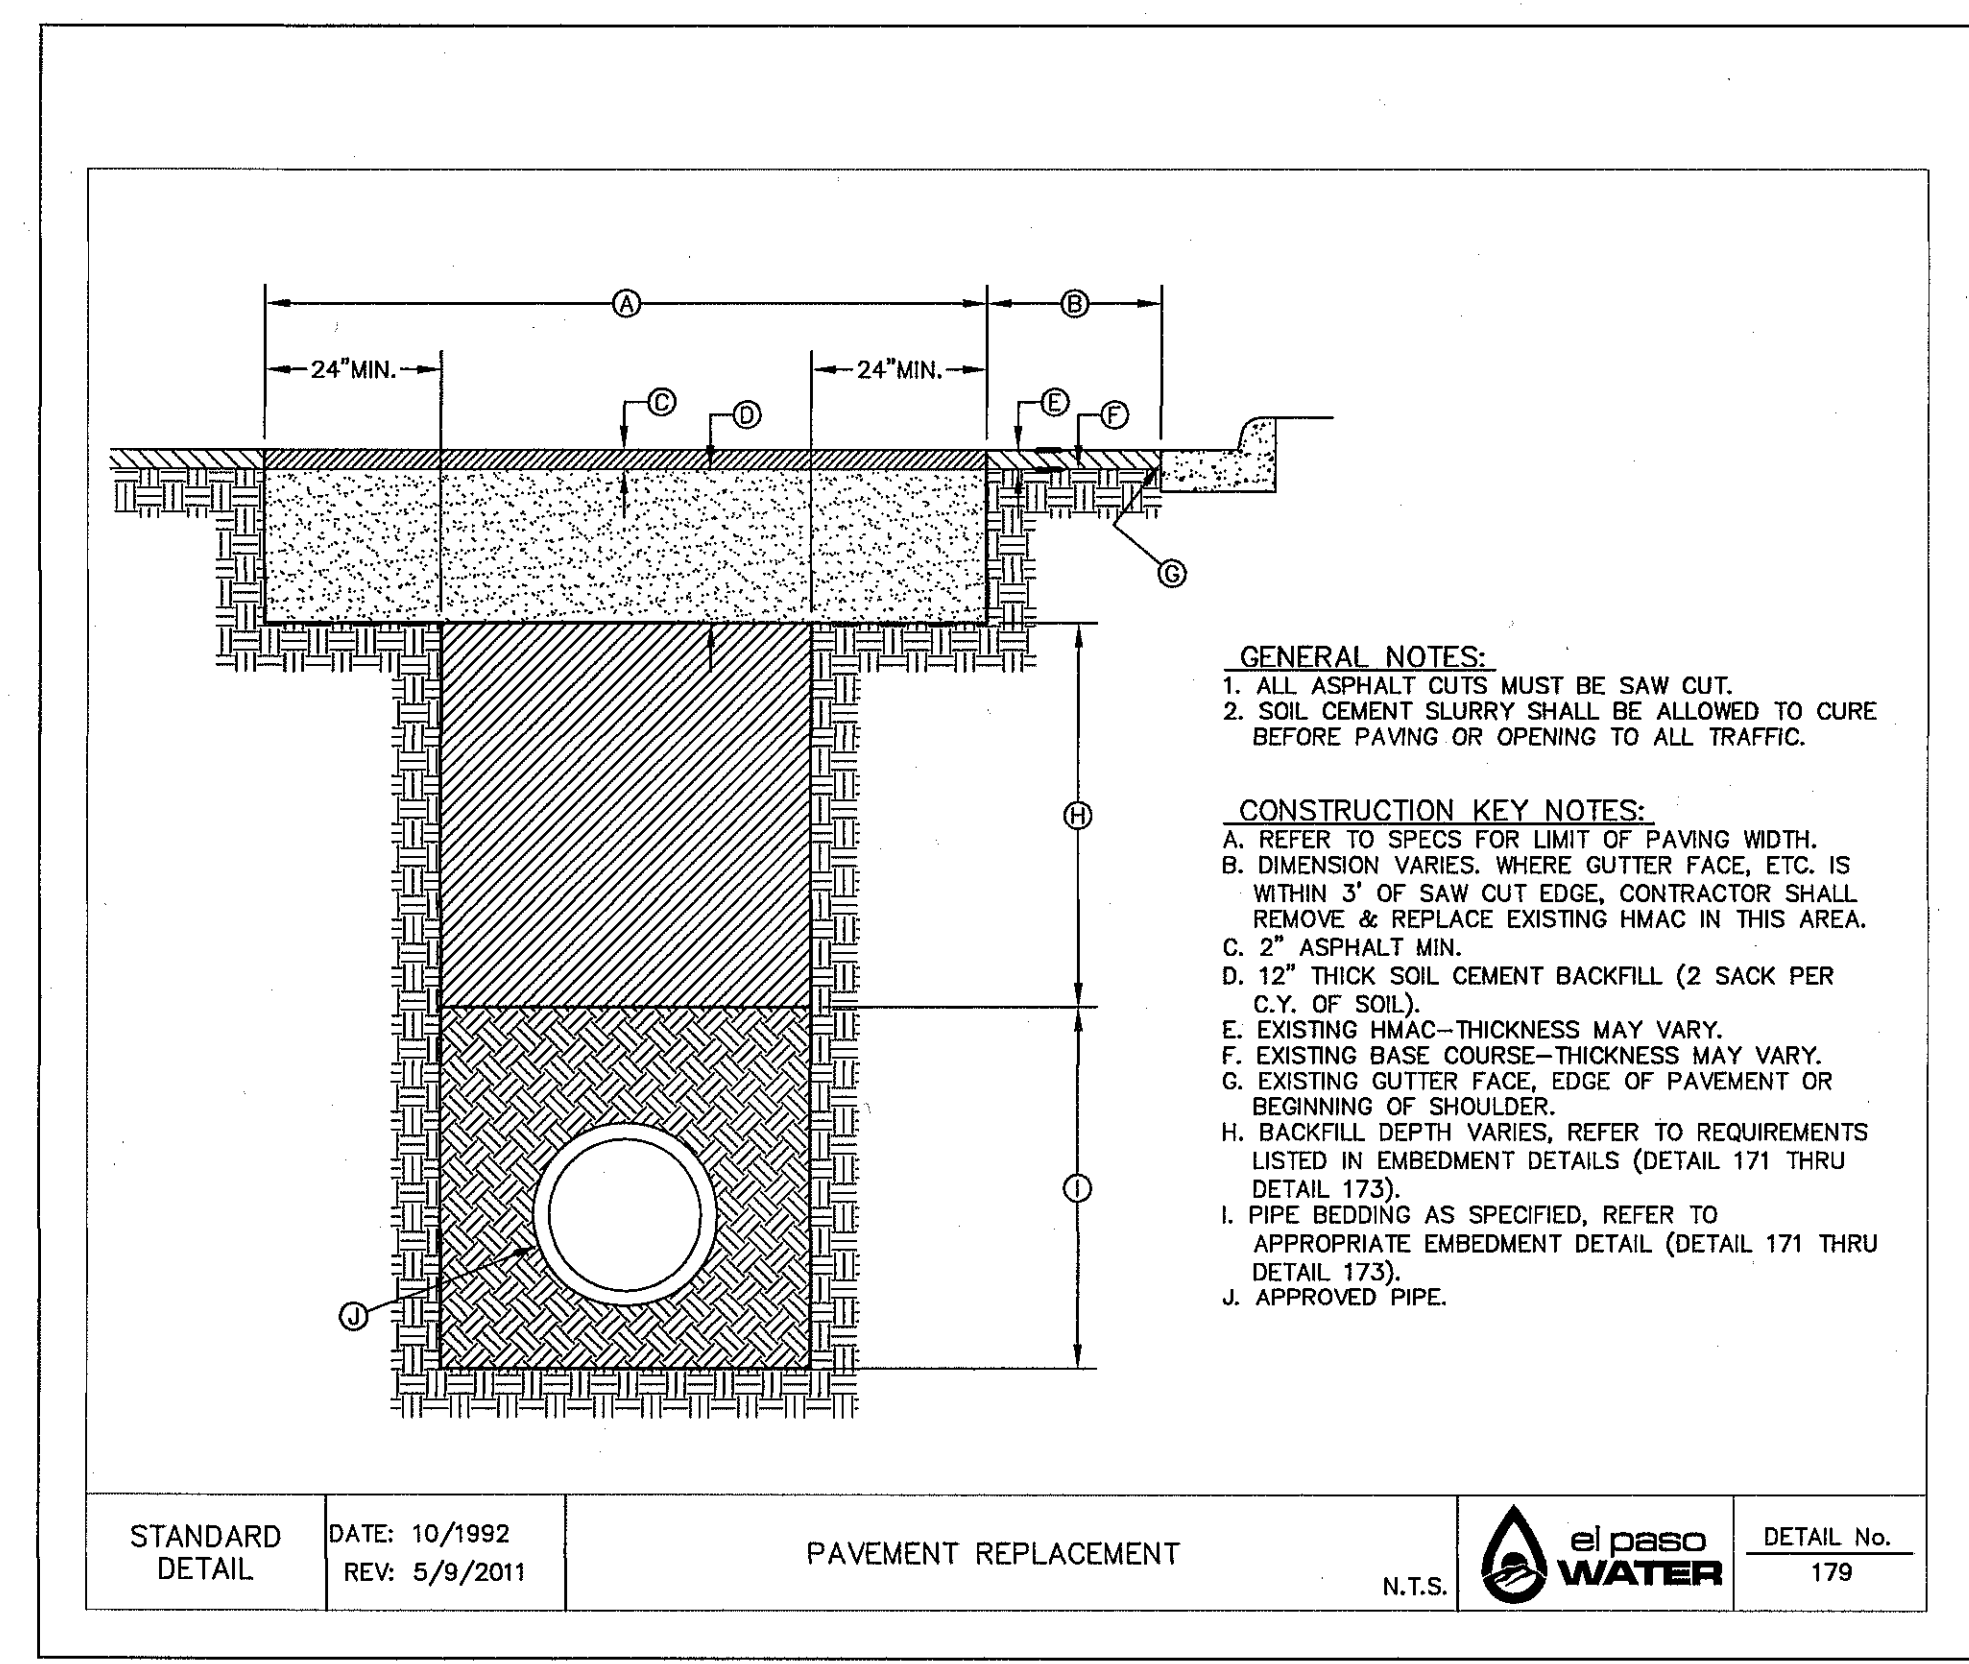 A
B
24"MIN.
24"MIN.
C
D
E
F
G
H
I
J
GENERAL NOTES:
1. ALL ASPHALT CUTS MUST BE SAW CUT.
2. SOIL CEMENT SLURRY SHALL BE ALLOWED TO CURE
BEFORE PAVING OR OPENING TO ALL TRAFFIC.
CONSTRUCTION KEY NOTES:
A. REFER TO SPECS FOR LIMIT OF PAVING WIDTH.
B. DIMENSION VARIES. WHERE GUTTER FACE, ETC. IS
WITHIN 3' OF SAW CUT EDGE, CONTRACTOR SHALL
REMOVE & REPLACE EXISTING HMAC IN THIS AREA.
C. 2" ASPHALT MIN.
D. 12" THICK SOIL CEMENT BACKFILL (2 SACK PER
C.Y. OF SOIL).
E. EXISTING HMAC-THICKNESS MAY VARY.
F. EXISTING BASE COURSE-THICKNESS MAY VARY.
G. EXISTING GUTTER FACE, EDGE OF PAVEMENT OR
BEGINNING OF SHOULDER.
H. BACKFILL DEPTH VARIES, REFER TO REQUIREMENTS
LISTED IN EMBEDMENT DETAILS (DETAIL 171 THRU
DETAIL 173).
I. PIPE BEDDING AS SPECIFIED, REFER TO
APPROPRIATE EMBEDMENT DETAIL (DETAIL 171 THRU
DETAIL 173).
J. APPROVED PIPE.
STANDARD
DETAIL
DATE: 10/1992
REV: 5/9/2011
PAVEMENT REPLACEMENT
N.T.S.
el paso
WATER
DETAIL No.
179